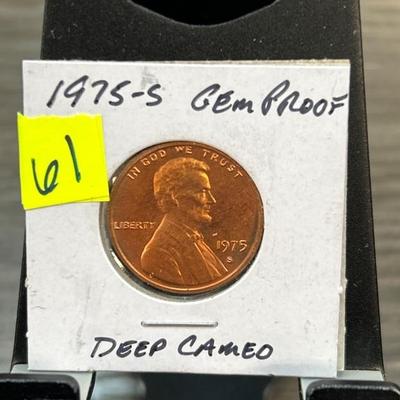 1975-S GEM PROOF
61
IN GOD WE TRUST
LIBERTY
1975
S
DEEP CAMEO